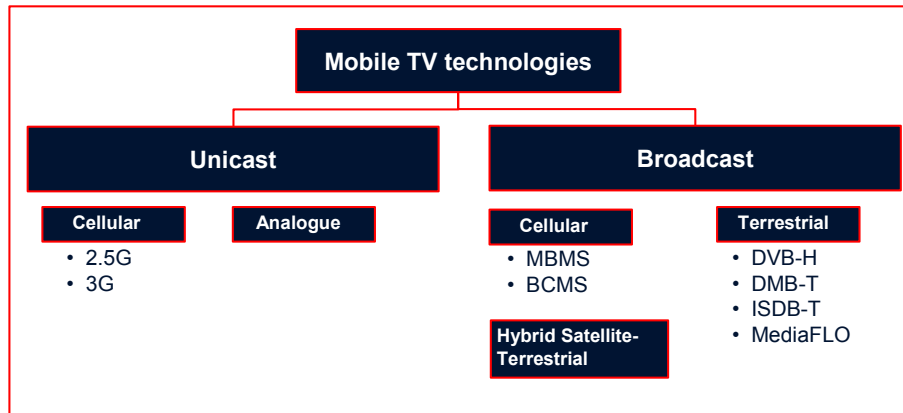 Mobile TV technologies
Unicast
Broadcast
Cellular
Analogue
• 2.5G
• 3G
Cellular
• MBMS
• BCMS
Hybrid Satellite-
Terrestrial
Terrestrial
• DVB-H
• DMB-T
• ISDB-T
• MediaFLO